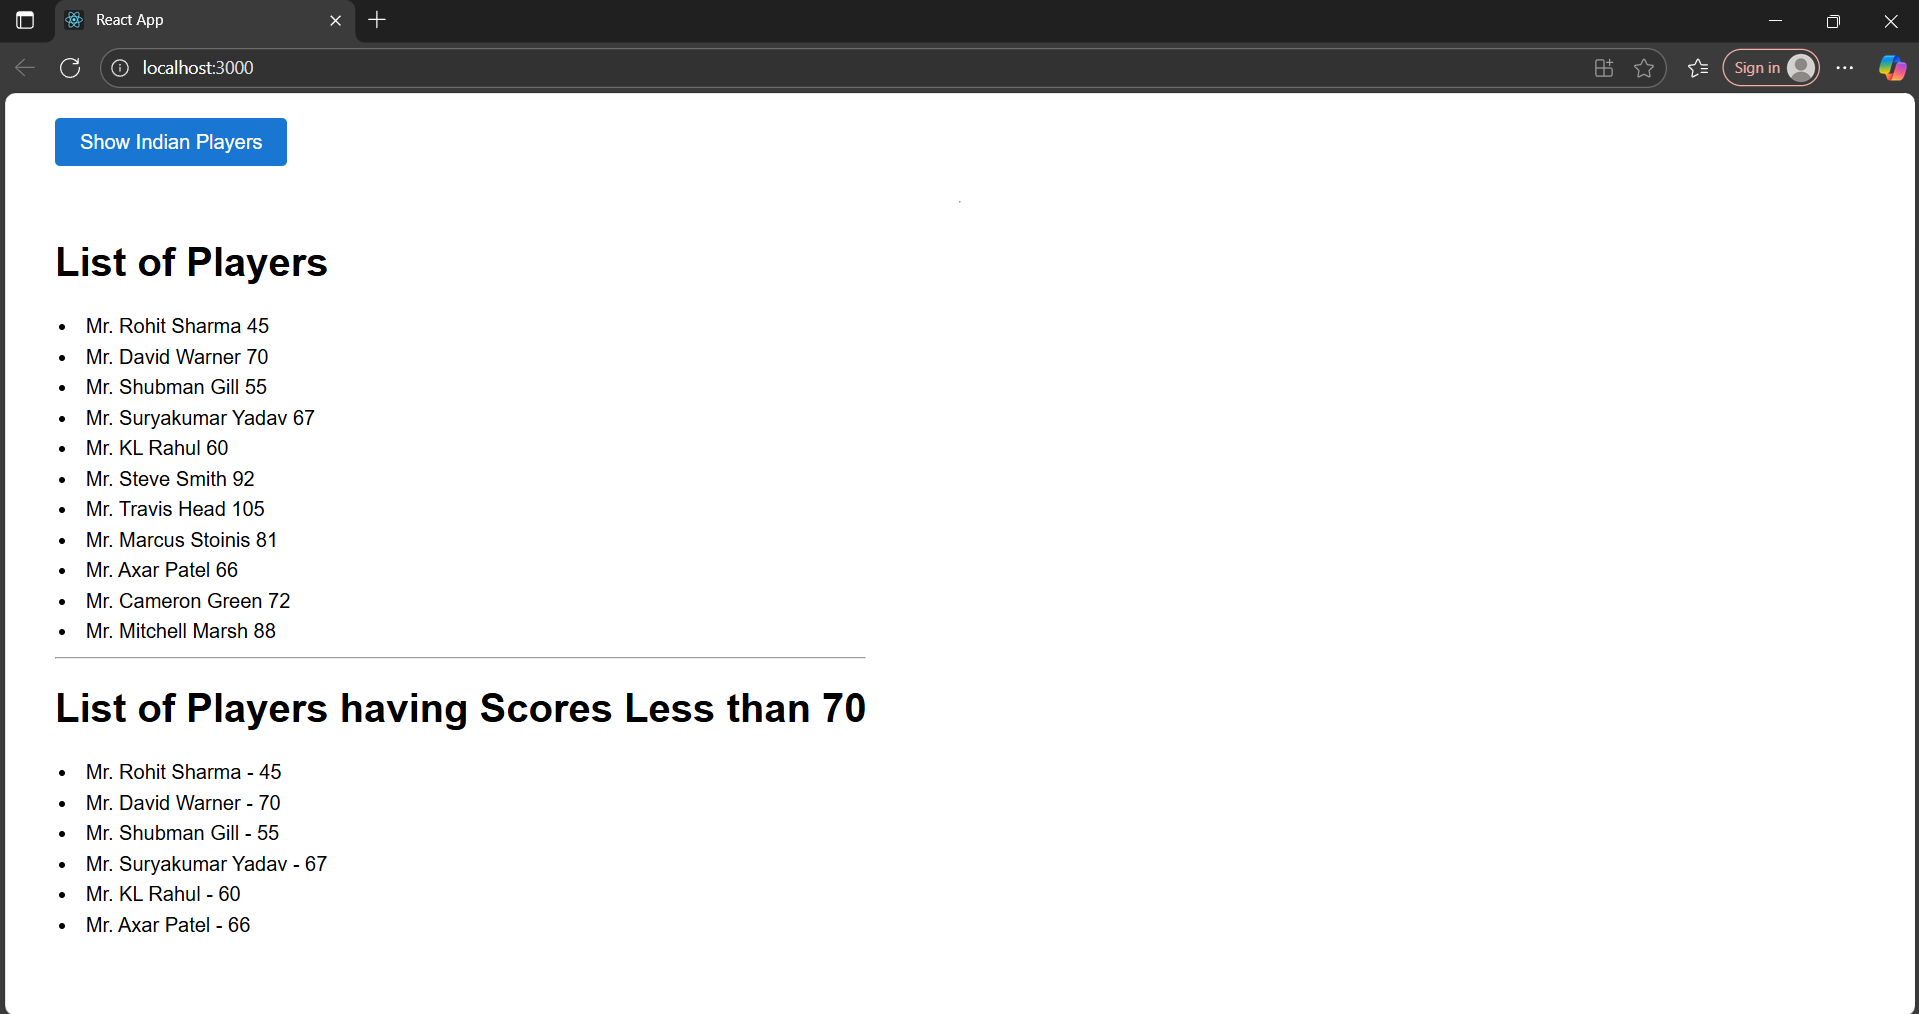 React App
localhost:3000
Sign in
Show Indian Players
List of Players
• Mr. Rohit Sharma 45
• Mr. David Warner 70
• Mr. Shubman Gill 55
• Mr. Suryakumar Yadav 67
• Mr. KL Rahul 60
• Mr. Steve Smith 92
• Mr. Travis Head 105
• Mr. Marcus Stoinis 81
• Mr. Axar Patel 66
• Mr. Cameron Green 72
• Mr. Mitchell Marsh 88
List of Players having Scores Less than 70
• Mr. Rohit Sharma - 45
• Mr. David Warner - 70
• Mr. Shubman Gill - 55
• Mr. Suryakumar Yadav - 67
• Mr. KL Rahul - 60
• Mr. Axar Patel - 66